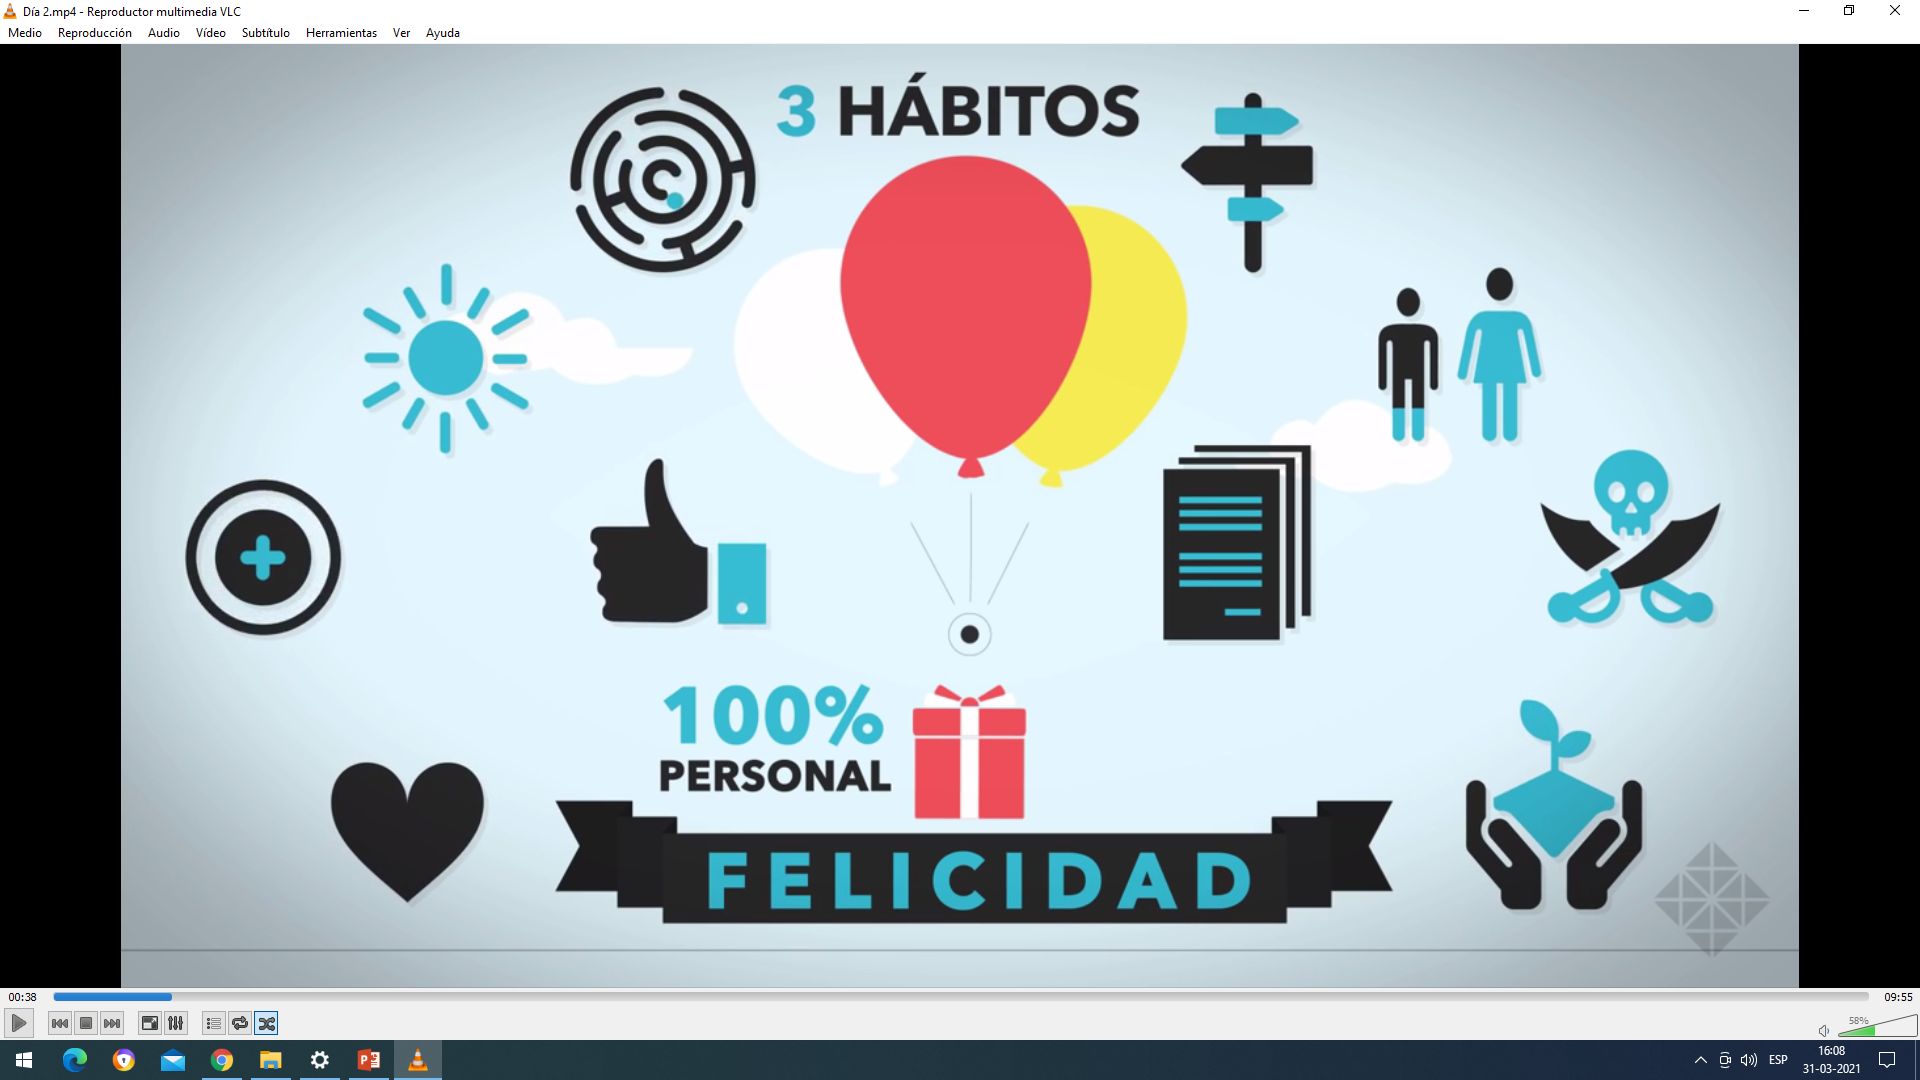 Día 2.mp4 - Reproductor multimedia VLC
Medio Reproducción Audio Vídeo Subtítulo Herramientas Ver Ayuda
3 HÁBITOS
100%
PERSONAL
FELICIDAD
00:38 09:55
58%
ESP
16:08
31-03-2021